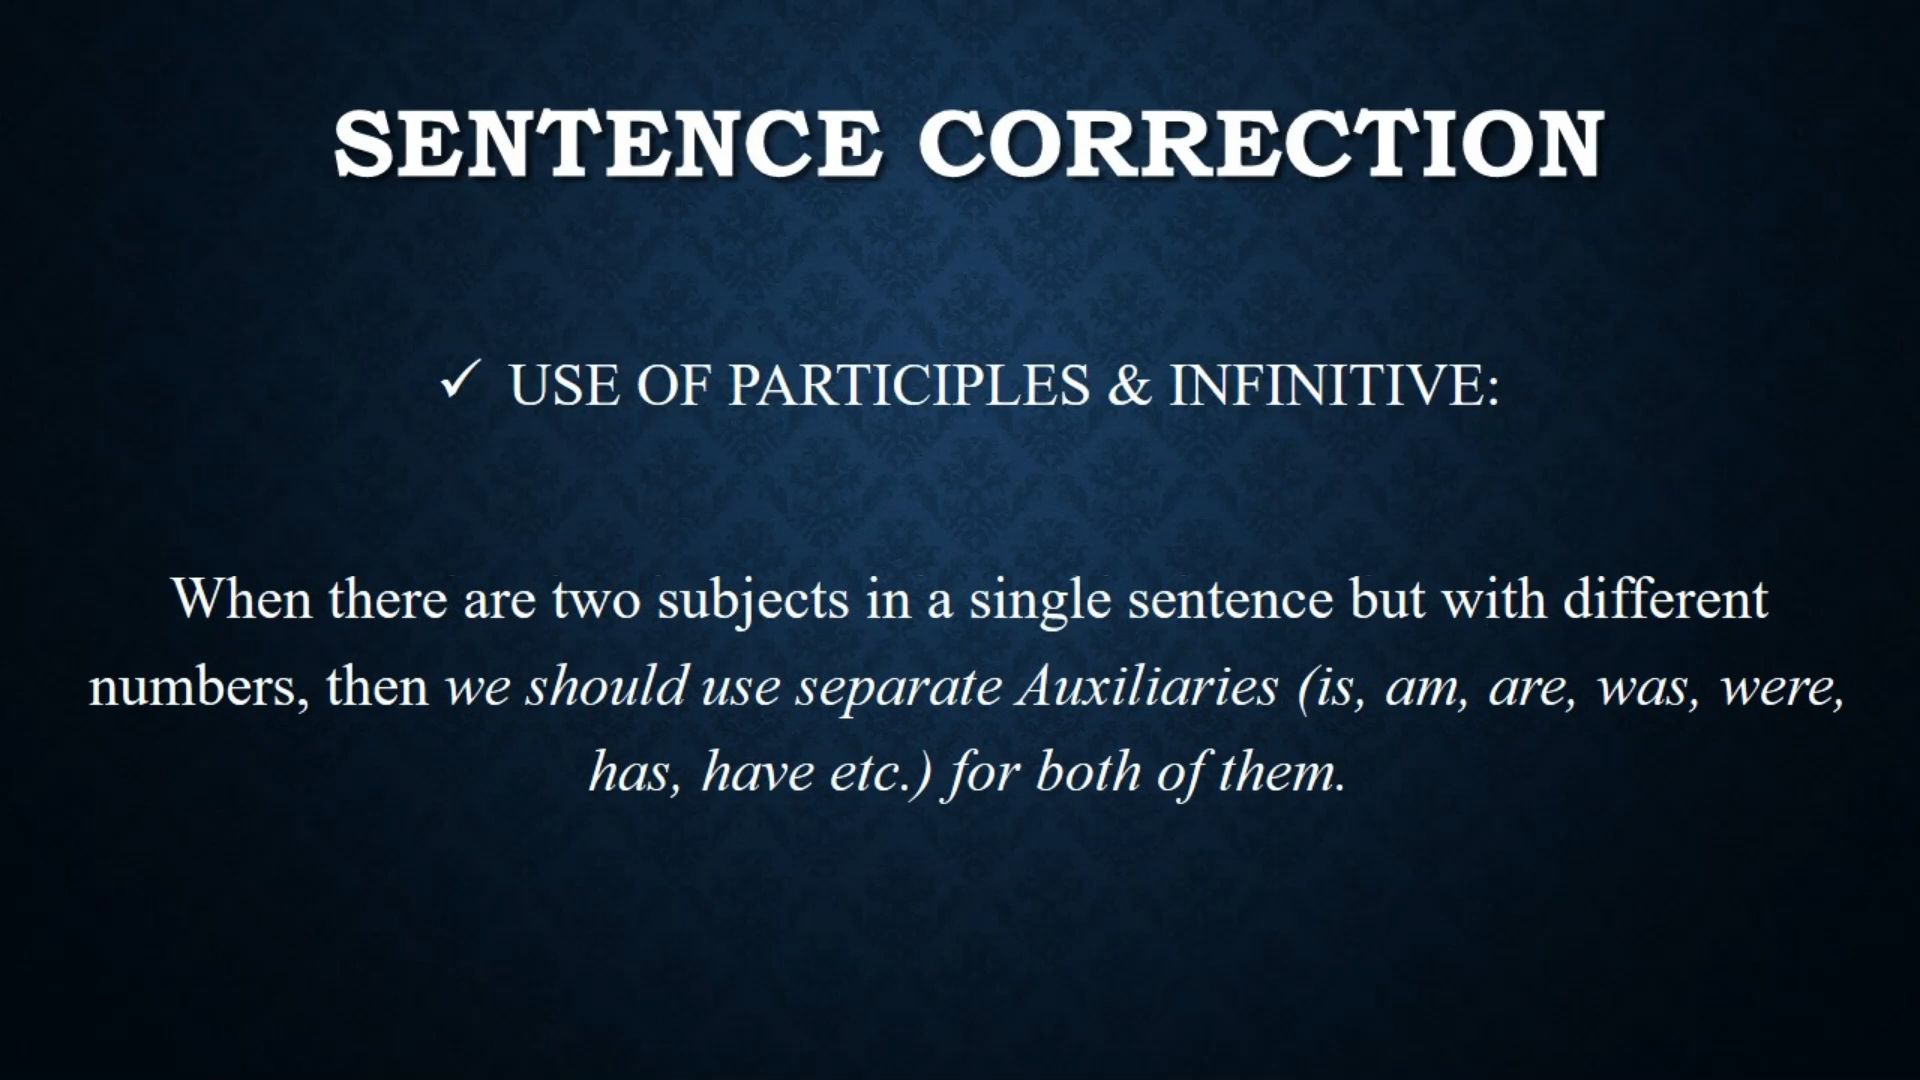 SENTENCE CORRECTION
✓ USE OF PARTICIPLES & INFINITIVE:
When there are two subjects in a single sentence but with different
numbers, then we should use separate Auxiliaries (is, am, are, was, were,
has, have etc.) for both of them.